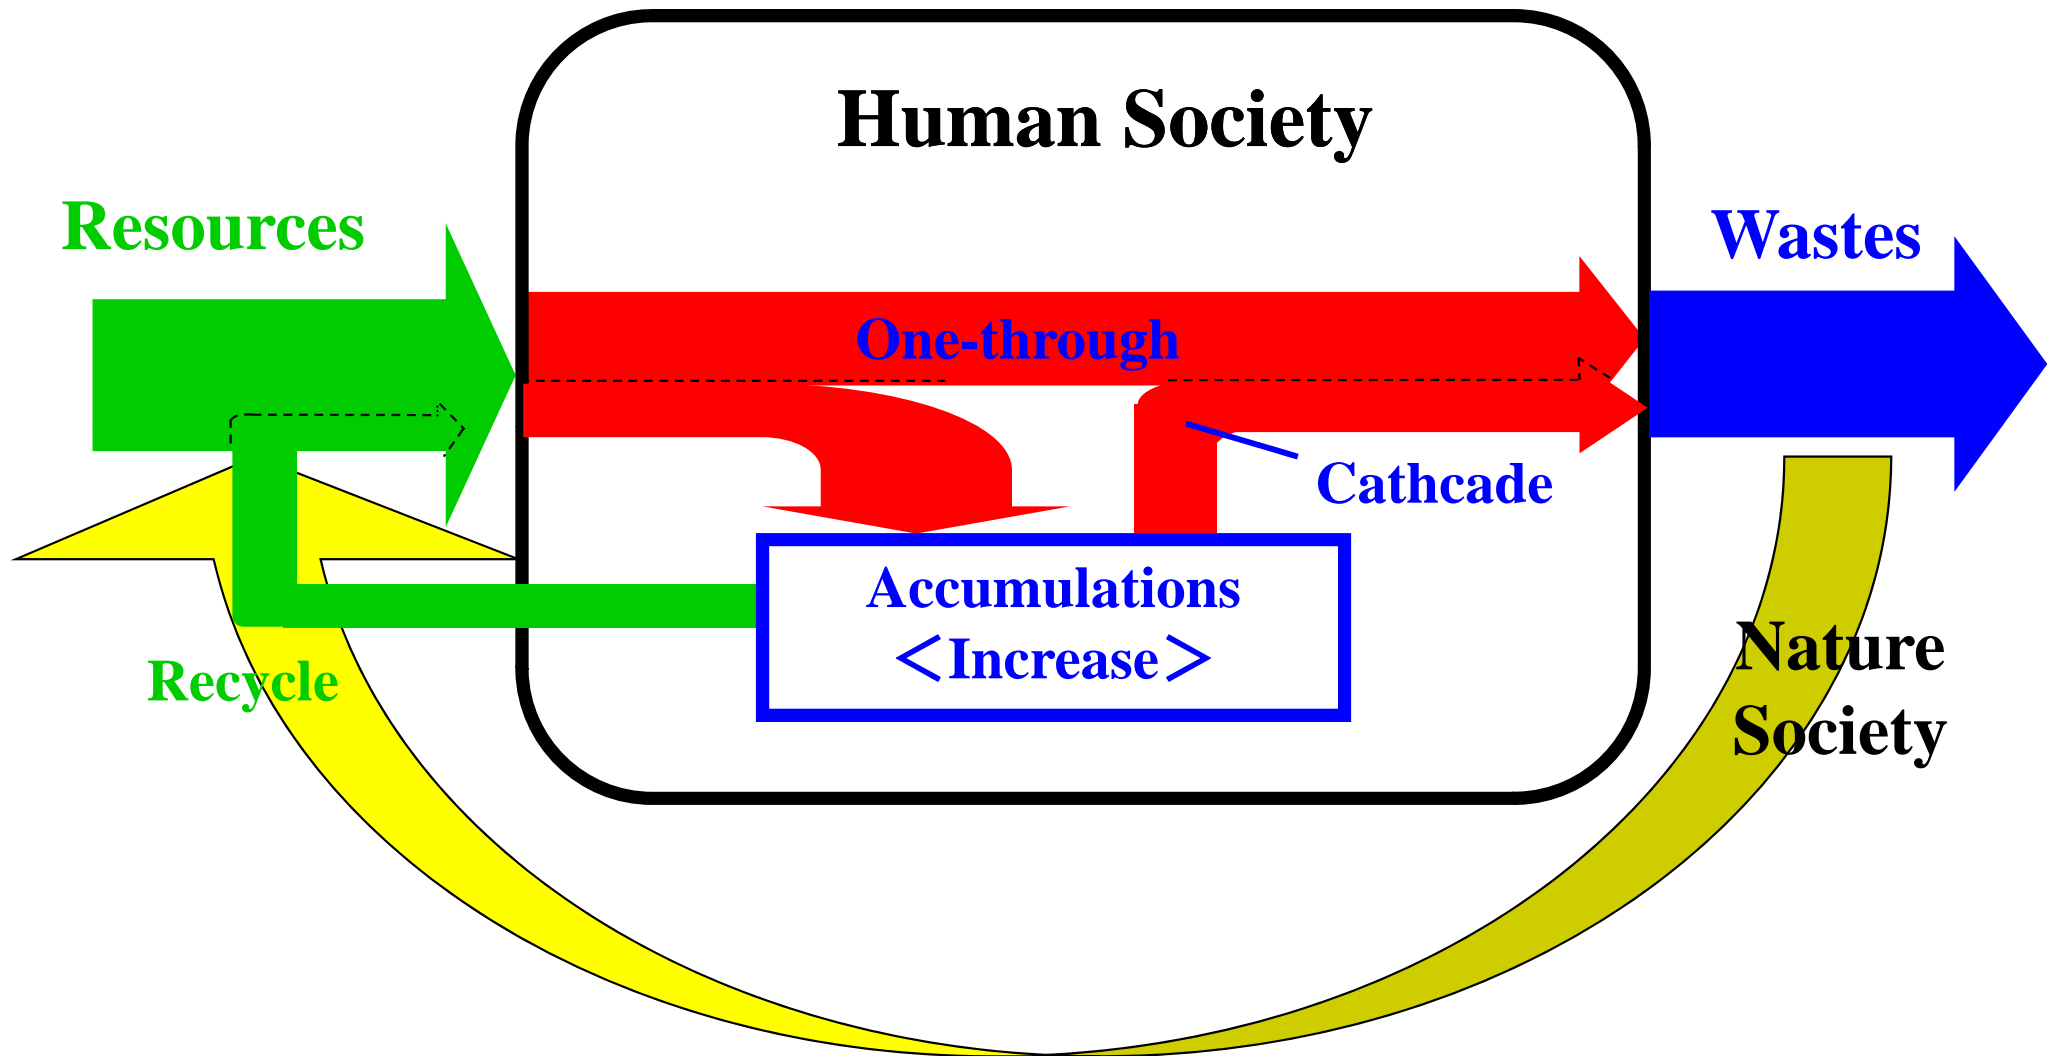 Human Society
Resources
Wastes
One-through
Cathcade
Accumulations
＜Increase＞
Recycle
Nature
Society